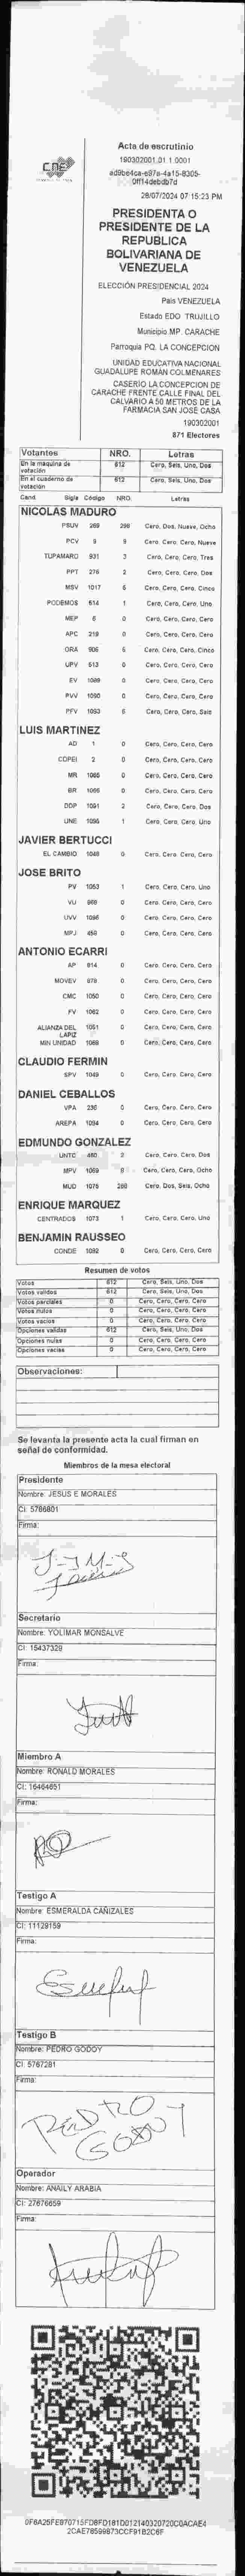 CNE
Acta de escrutinio
190302001.01.1.0001
ad9be4ca-e97a-4a15-8305-
0ff14debdb7d
28/07/2024 07:15:23 PM
PRESIDENTA O
PRESIDENTE DE LA
REPUBLICA
BOLIVARIANA DE
VENEZUELA
ELECCIÓN PRESIDENCIAL 2024
Pais VENEZUELA
Estado EDO. TRUJILLO
Municipio MP. CARACHE
Parroquia PQ. LA CONCEPCION
UNIDAD EDUCATIVA NACIONAL
GUADALUPE ROMAN COLMENARES
CASERIO LA CONCEPCION DE
CARACHE FRENTE CALLE FINAL DEL
CALVARIO A 50 METROS DE LA
FARMACIA SAN JOSÉ CASA
190302001
871 Electores
Votantes NRO. Letras
En la maquina de votación 612 Cero, Seis, Uno, Dos
En el cuaderno de votación 612 Cero, Seis, Uno, Dos
Cand. Sigla Código NRO. Letras
NICOLAS MADURO
PSUV 289 298 Cero, Dos, Nueve, Ocho
PCV 9 9 Cero, Cero, Cero, Nueve
TUPAMARO 931 3 Cero, Cero, Cero, Tres
PPT 276 2 Cero, Cero, Cero, Dos
MSV 1017 5 Cero, Cero, Cero, Cinco
PODEMOS 514 1 Cero, Cero, Cero, Uno
MEP 6 0 Cero, Cero, Cero, Cero
APC 219 0 Cero, Cero, Cero, Cero
ORA 906 5 Cero, Cero, Cero, Cinco
UPV 513 0 Cero, Cero, Cero, Cero
EV 1089 0 Cero, Cero, Cero, Cero
PVV 1090 0 Cero, Cero, Cero, Cero
PFV 1093 6 Cero, Cero, Cero, Seis
LUIS MARTINEZ
AD 1 0 Cero, Cero, Cero, Cero
COPEI 2 0 Cero, Cero, Cero, Cero
MR 1065 0 Cero, Cero, Cero, Cero
BR 1066 0 Cero, Cero, Cero, Cero
DDP 1091 2 Cero, Cero, Cero, Dos
UNE 1095 1 Cero, Cero, Cero, Uno
JAVIER BERTUCCI
EL CAMBIO 1048 0 Cero, Cero, Cero, Cero
JOSE BRITO
PV 1053 1 Cero, Cero, Cero, Uno
VU 968 0 Cero, Cero, Cero, Cero
UVV 1096 0 Cero, Cero, Cero, Cero
MPJ 458 0 Cero, Cero, Cero, Cero
ANTONIO ECARRI
AP 814 0 Cero, Cero, Cero, Cero
MOVEV 679 0 Cero, Cero, Cero, Cero
CMC 1050 0 Cero, Cero, Cero, Cero
FV 1062 0 Cero, Cero, Cero, Cero
ALIANZA DEL LAPIZ 1051 0 Cero, Cero, Cero, Cero
MIN UNIDAD 1068 0 Cero, Cero, Cero, Cero
CLAUDIO FERMIN
SPV 1049 0 Cero, Cero, Cero, Cero
DANIEL CEBALLOS
VPA 236 0 Cero, Cero, Cero, Cero
AREPA 1094 0 Cero, Cero, Cero, Cero
EDMUNDO GONZALEZ
UNTC 460 2 Cero, Cero, Cero, Dos
MPV 1069 8 Cero, Cero, Cero, Ocho
MUD 1076 268 Cero, Dos, Seis, Ocho
ENRIQUE MARQUEZ
CENTRADOS 1073 1 Cero, Cero, Cero, Uno
BENJAMIN RAUSSEO
CONDE 1082 0 Cero, Cero, Cero, Cero
Resumen de votos
Votos 612 Cero, Seis, Uno, Dos
Votos validos 612 Cero, Seis, Uno, Dos
Votos parciales 0 Cero, Cero, Cero, Cero
Votos nulos 0 Cero, Cero, Cero, Cero
Votos vacios 0 Cero, Cero, Cero, Cero
Opciones validas 612 Cero, Seis, Uno, Dos
Opciones nulas 0 Cero, Cero, Cero, Cero
Opciones vacias 0 Cero, Cero, Cero, Cero
Observaciones:
Se levanta la presente acta la cual firman en
señal de conformidad.
Miembros de la mesa electoral
Presidente
Nombre: JESUS E MORALES
CI: 5786801
Firma:
Secretario
Nombre: YOLIMAR MONSALVE
CI: 15437329
Firma:
Miembro A
Nombre: RONALD MORALES
CI: 16464651
Firma:
Testigo A
Nombre: ESMERALDA CAÑIZALES
CI: 11129159
Firma:
Testigo B
Nombre: PEDRO GODOY
CI: 5767281
Firma:
PEDRO
GODOY
Operador
Nombre: ANAILY ARABIA
CI: 27676659
Firma:
0F6A25FE970715FD8FD181D012140320720C0ACAE4
2CAE78599873CCF91B2C6F